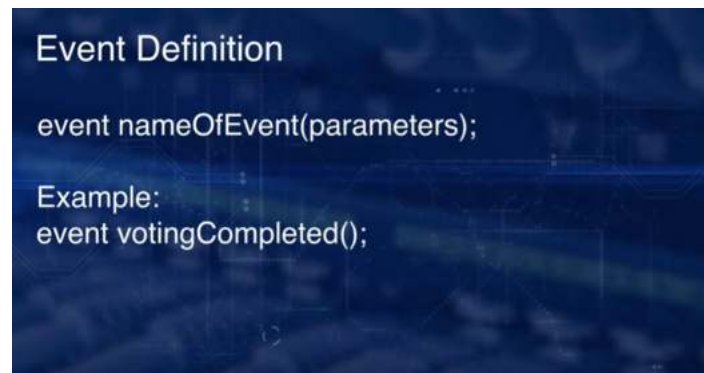 Event Definition
event nameOfEvent(parameters);
Example:
event votingCompleted();